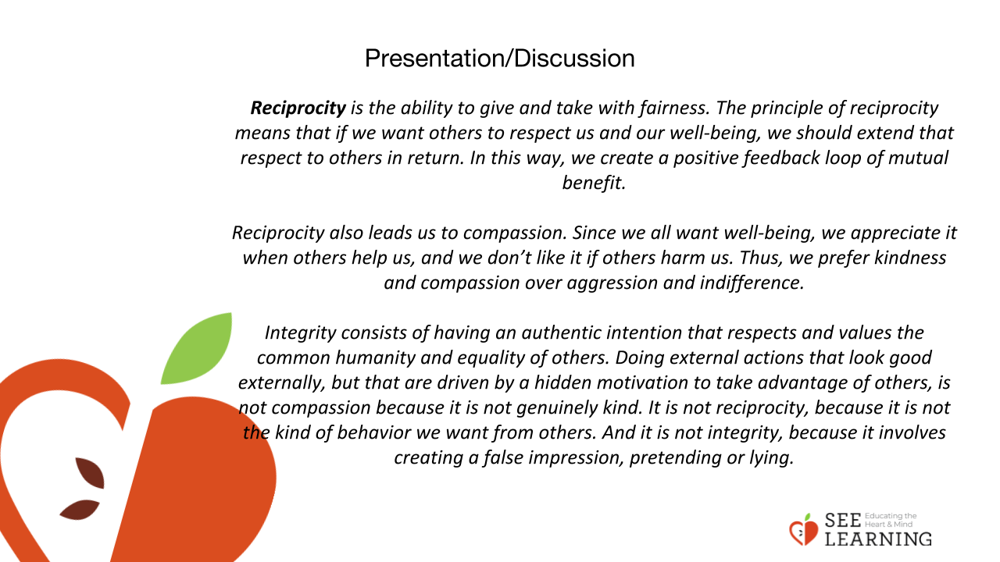 Presentation/Discussion
Reciprocity is the ability to give and take with fairness. The principle of reciprocity
means that if we want others to respect us and our well-being, we should extend that
respect to others in return. In this way, we create a positive feedback loop of mutual
benefit.
Reciprocity also leads us to compassion. Since we all want well-being, we appreciate it
when others help us, and we don’t like it if others harm us. Thus, we prefer kindness
and compassion over aggression and indifference.
Integrity consists of having an authentic intention that respects and values the
common humanity and equality of others. Doing external actions that look good
externally, but that are driven by a hidden motivation to take advantage of others, is
not compassion because it is not genuinely kind. It is not reciprocity, because it is not
the kind of behavior we want from others. And it is not integrity, because it involves
creating a false impression, pretending or lying.
SEE
Educating the
Heart & Mind
LEARNING